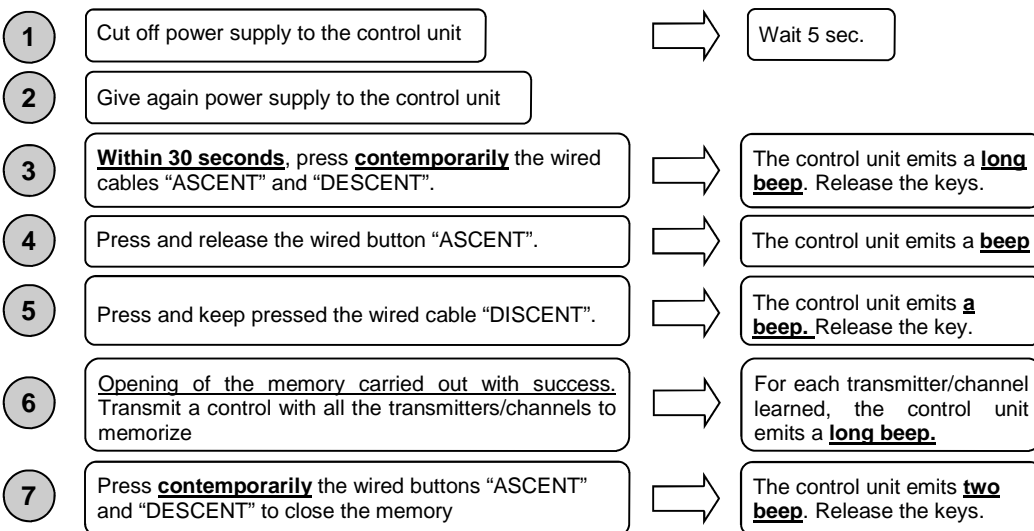 1
Cut off power supply to the control unit
Wait 5 sec.
2
Give again power supply to the control unit
3
Within 30 seconds, press contemporarily the wired
cables “ASCENT” and “DESCENT”.
The control unit emits a long
beep. Release the keys.
4
Press and release the wired button “ASCENT”.
The control unit emits a beep
5
Press and keep pressed the wired cable “DISCENT”.
The control unit emits a
beep. Release the key.
6
Opening of the memory carried out with success.
Transmit a control with all the transmitters/channels to
memorize
For each transmitter/channel
learned, the control unit
emits a long beep.
7
Press contemporarily the wired buttons “ASCENT”
and “DESCENT” to close the memory
The control unit emits two
beep. Release the keys.